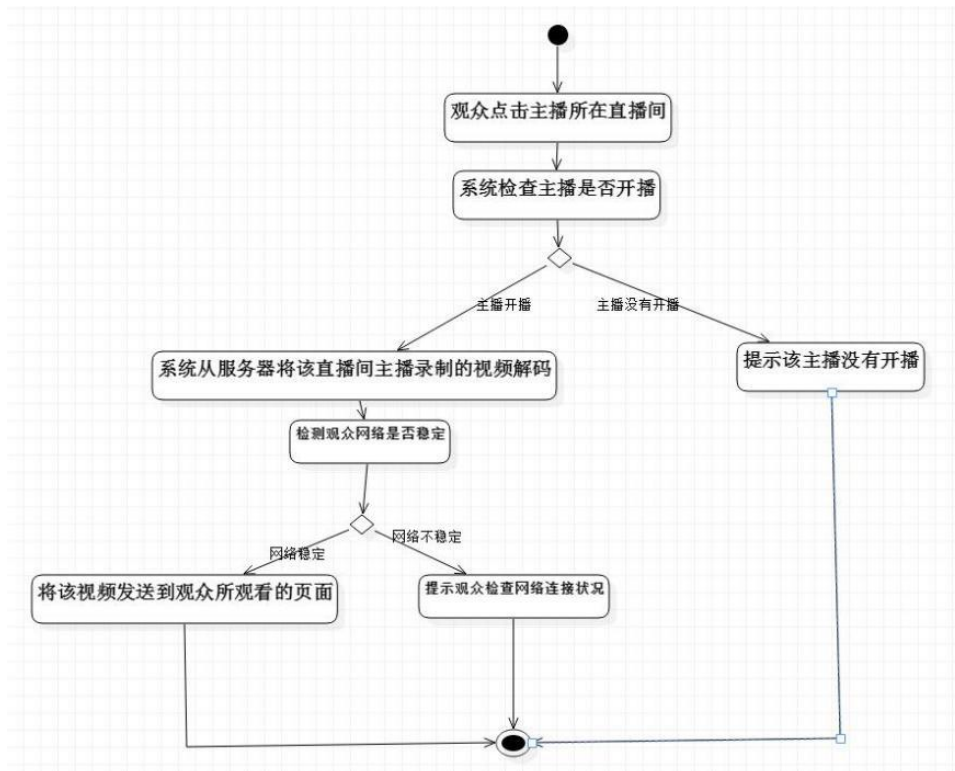 观众点击主播所在直播间
系统检查主播是否开播
主播开播
主播没有开播
系统从服务器将该直播间主播录制的视频解码
提示该主播没有开播
检测观众网络是否稳定
网络稳定
网络不稳定
将该视频发送到观众所观看的页面
提示观众检查网络连接状况